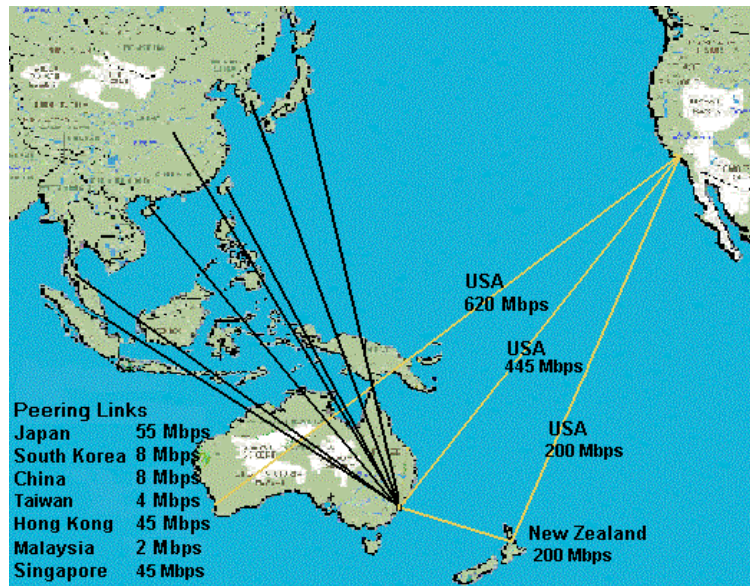 USA
620 Mbps
USA
445 Mbps
USA
200 Mbps
New Zealand
200 Mbps
Peering Links
Japan 55 Mbps
South Korea 8 Mbps
China 8 Mbps
Taiwan 4 Mbps
Hong Kong 45 Mbps
Malaysia 2 Mbps
Singapore 45 Mbps